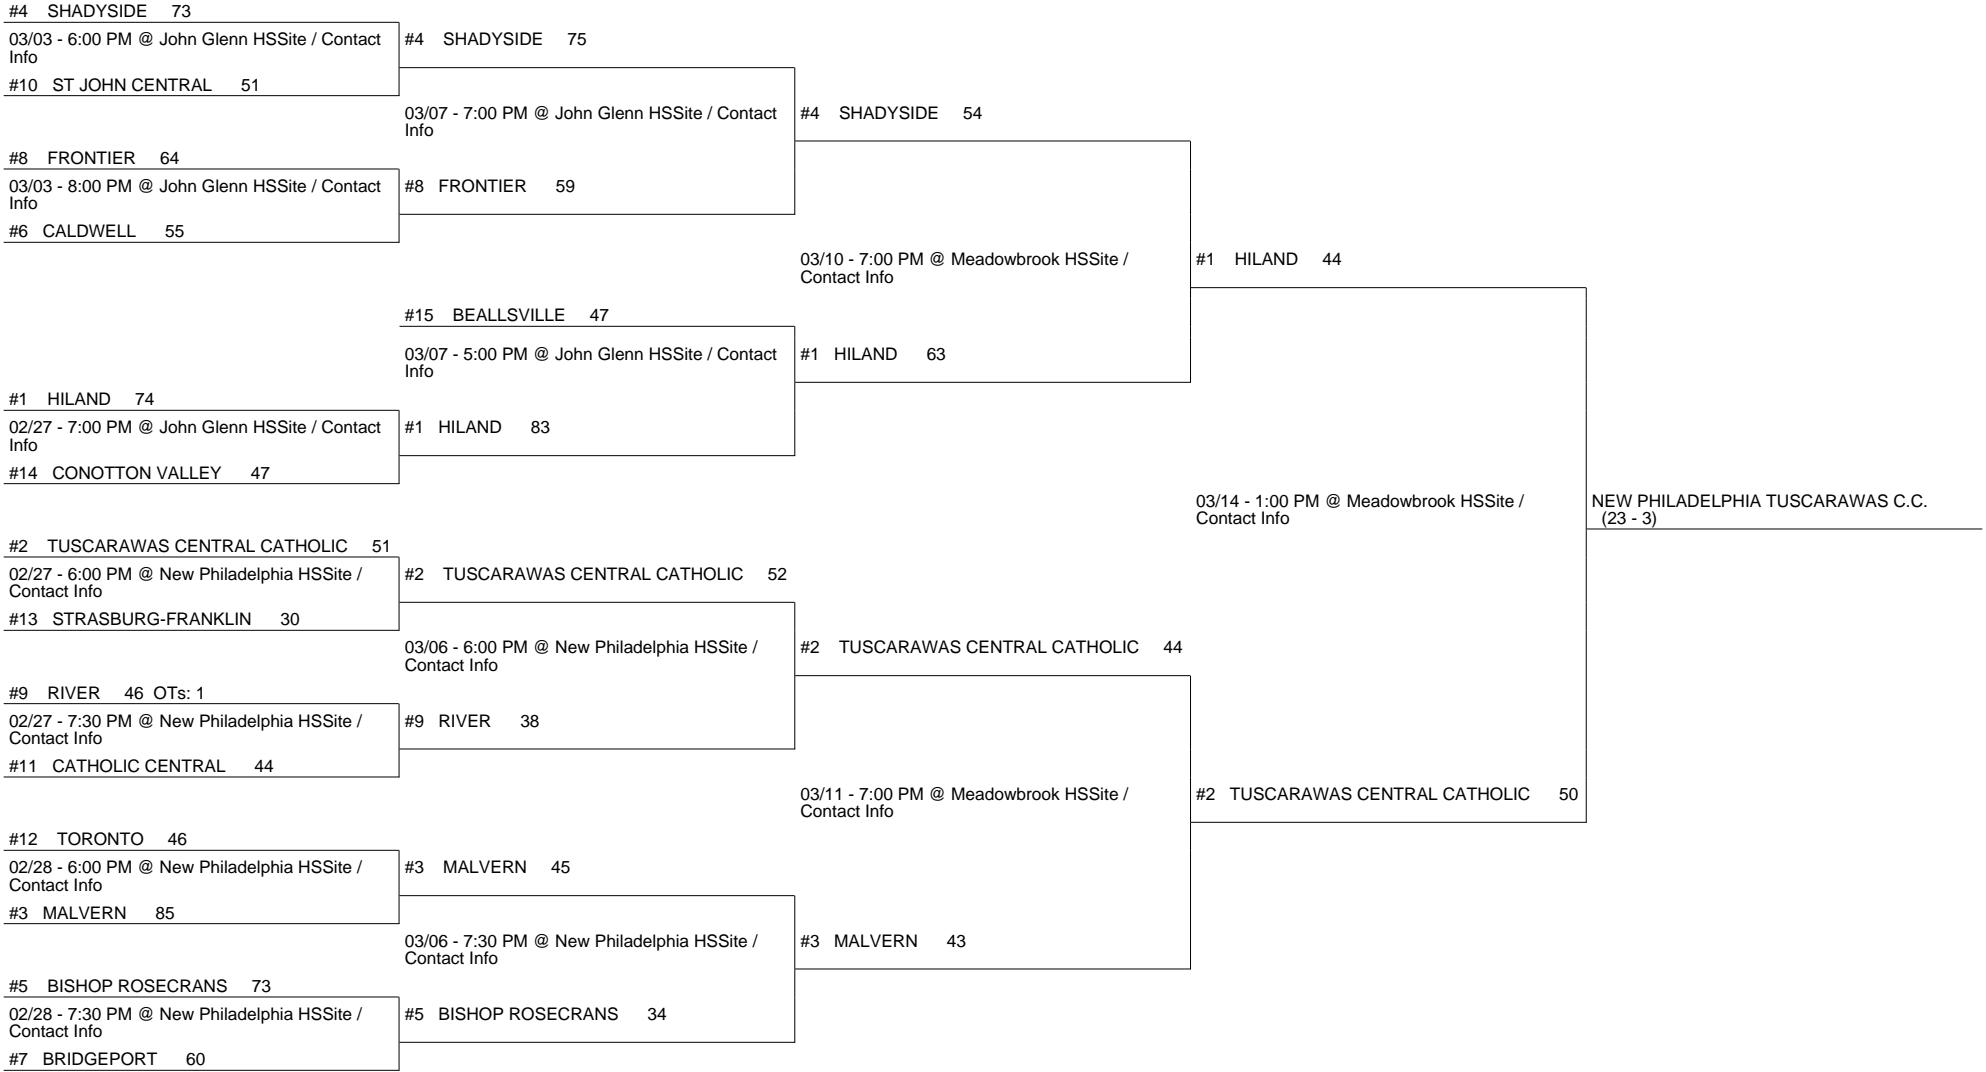 #4 SHADYSIDE 73
03/03 - 6:00 PM @ John Glenn HSSite / Contact
Info
#10 ST JOHN CENTRAL 51
#8 FRONTIER 64
03/03 - 8:00 PM @ John Glenn HSSite / Contact
Info
#6 CALDWELL 55
#1 HILAND 74
02/27 - 7:00 PM @ John Glenn HSSite / Contact
Info
#14 CONOTTON VALLEY 47
#2 TUSCARAWAS CENTRAL CATHOLIC 51
02/27 - 6:00 PM @ New Philadelphia HSSite /
Contact Info
#13 STRASBURG-FRANKLIN 30
#9 RIVER 46 OTs: 1
02/27 - 7:30 PM @ New Philadelphia HSSite /
Contact Info
#11 CATHOLIC CENTRAL 44
#12 TORONTO 46
02/28 - 6:00 PM @ New Philadelphia HSSite /
Contact Info
#3 MALVERN 85
#5 BISHOP ROSECRANS 73
02/28 - 7:30 PM @ New Philadelphia HSSite /
Contact Info
#7 BRIDGEPORT 60
#4 SHADYSIDE 75
03/07 - 7:00 PM @ John Glenn HSSite / Contact
Info
#8 FRONTIER 59
#15 BEALLSVILLE 47
03/07 - 5:00 PM @ John Glenn HSSite / Contact
Info
#1 HILAND 83
#2 TUSCARAWAS CENTRAL CATHOLIC 52
03/06 - 6:00 PM @ New Philadelphia HSSite /
Contact Info
#9 RIVER 38
#3 MALVERN 45
03/06 - 7:30 PM @ New Philadelphia HSSite /
Contact Info
#5 BISHOP ROSECRANS 34
#4 SHADYSIDE 54
03/10 - 7:00 PM @ Meadowbrook HSSite /
Contact Info
#1 HILAND 63
#2 TUSCARAWAS CENTRAL CATHOLIC 44
03/11 - 7:00 PM @ Meadowbrook HSSite /
Contact Info
#3 MALVERN 43
#1 HILAND 44
03/14 - 1:00 PM @ Meadowbrook HSSite /
Contact Info
#2 TUSCARAWAS CENTRAL CATHOLIC 50
NEW PHILADELPHIA TUSCARAWAS C.C.
(23 - 3)